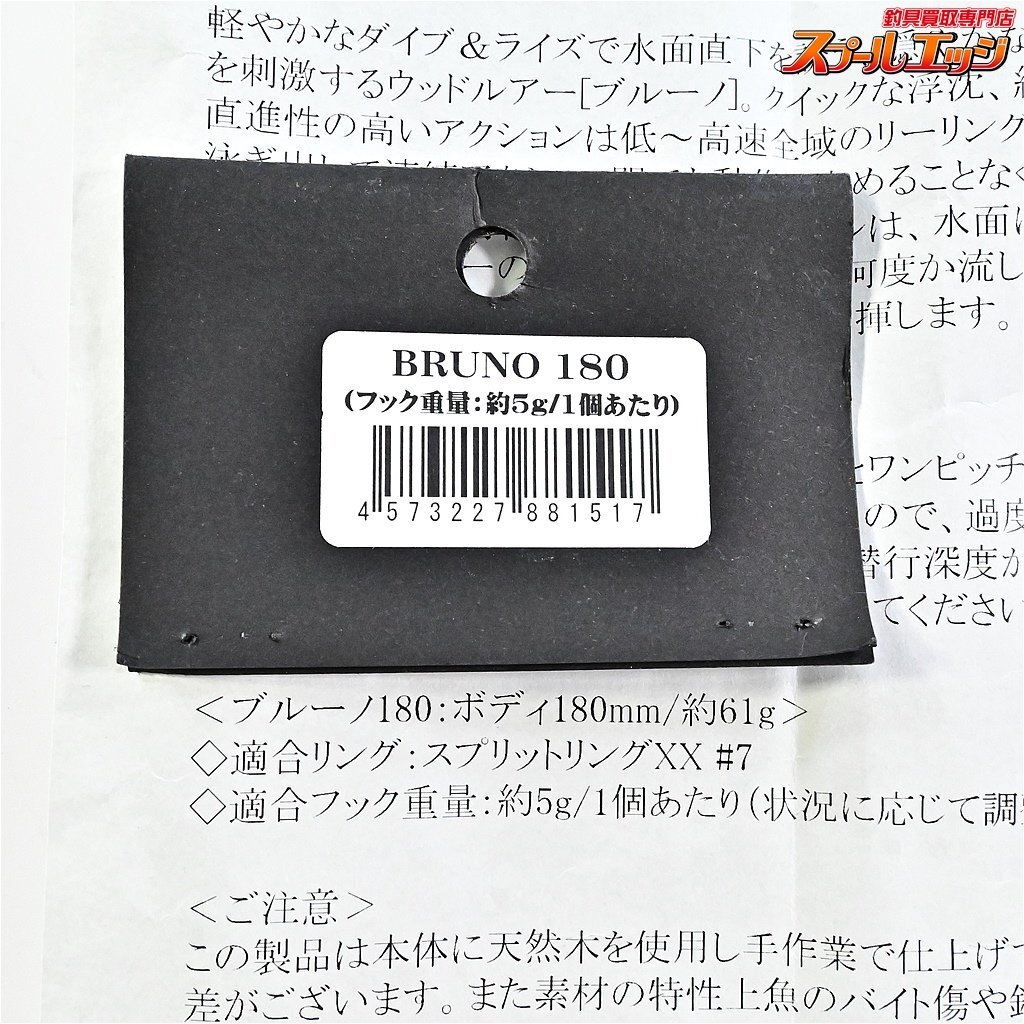 釣具買取専門店
スプールエッジ
軽やかなダイブ＆ライズで水面直下を
を刺激するウッドルアー[ブルーノ]。クイックな浮沈、
直進性の高いアクションは低～高速全域のリーリング
めることなく
は、水面
何度か流し
揮します。
一の
BRUNO 180
(フック重量：約5g/1個あたり)
4 573227 881517
とワンピッチ
ので、過度
潜行深度が
てください
＜ブルーノ180：ボディ180mm/約61g＞
◇適合リング：スプリットリングXX #7
◇適合フック重量：約5g/1個あたり（状況に応じて調整
＜ご注意＞
この製品は本体に天然木を使用し手作業で仕上げ
差がございます。また素材の特性上魚のバイト傷や